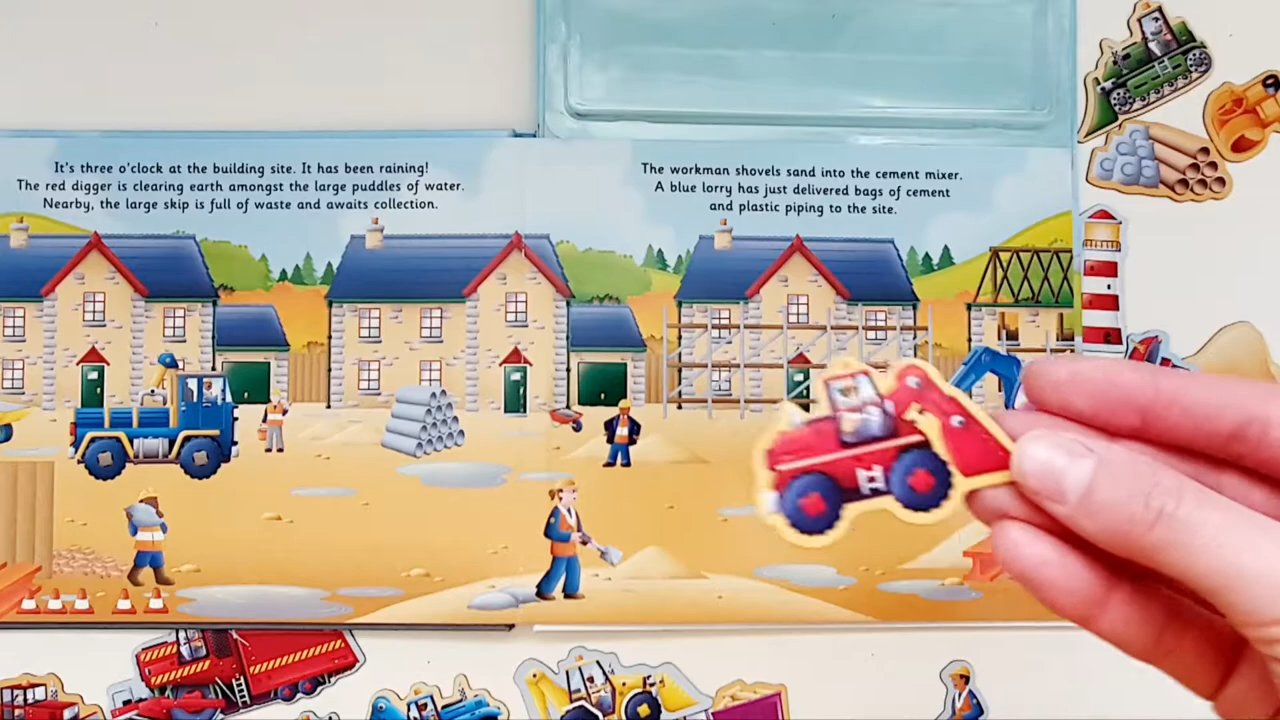 It's three o'clock at the building site. It has been raining!
The red digger is clearing earth amongst the large puddles of water.
Nearby, the large skip is full of waste and awaits collection.
The workman shovels sand into the cement mixer.
A blue lorry has just delivered bags of cement
and plastic piping to the site.